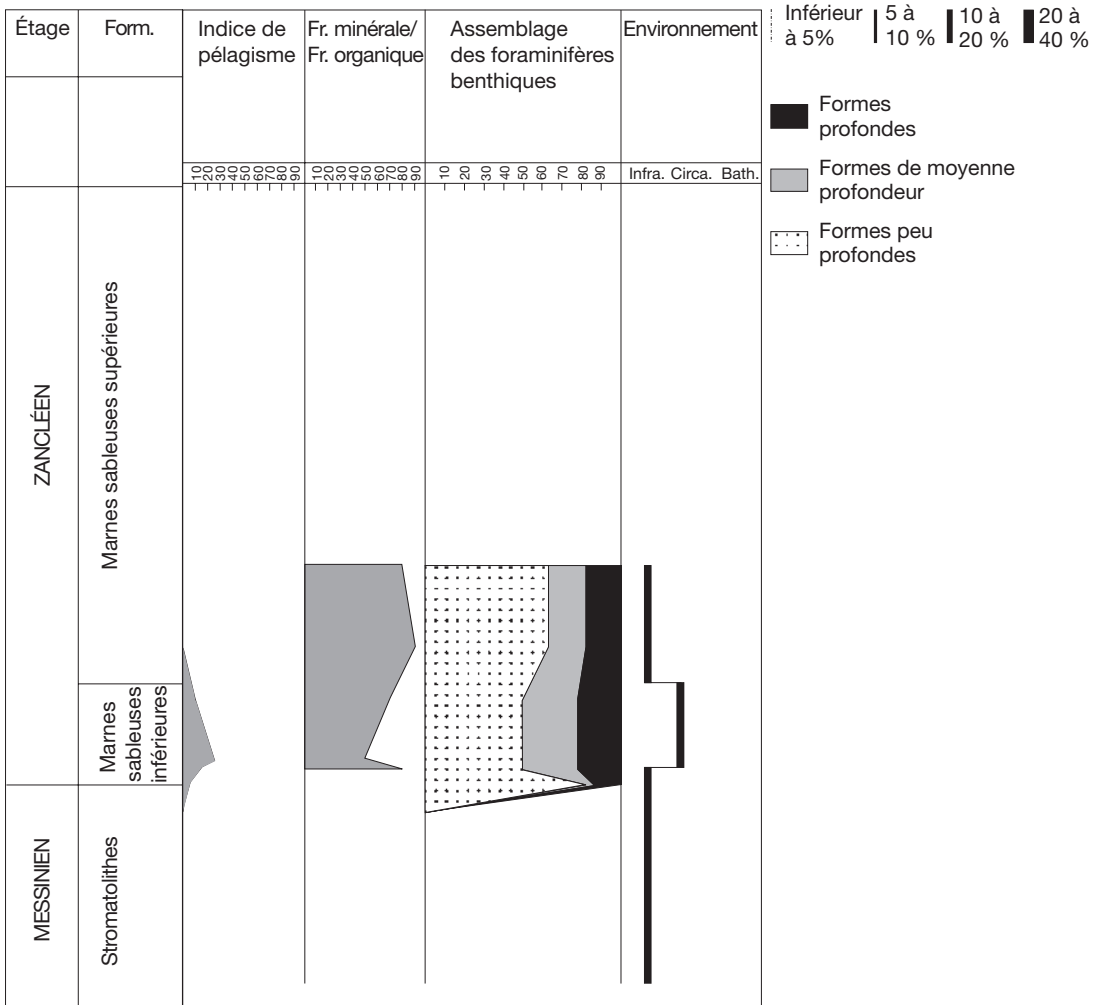 Étage
Form.
Indice de
pélagisme
Fr. minérale/
Fr. organique
Assemblage
des foraminifères
benthiques
Environnement
10 20 30 40 50 60 70 80 90
10 20 30 40 50 60 70 80 90
10 20 30 40 50 60 70 80 90
Infra. Circa. Bath.
Inférieur
à 5%
5 à
10 %
10 à
20 %
20 à
40 %
Formes
profondes
Formes de moyenne
profondeur
Formes peu
profondes
ZANCLÉEN
Marnes sableuses supérieures
Marnes
sableuses
inférieures
MESSINIEN
Stromatolithes